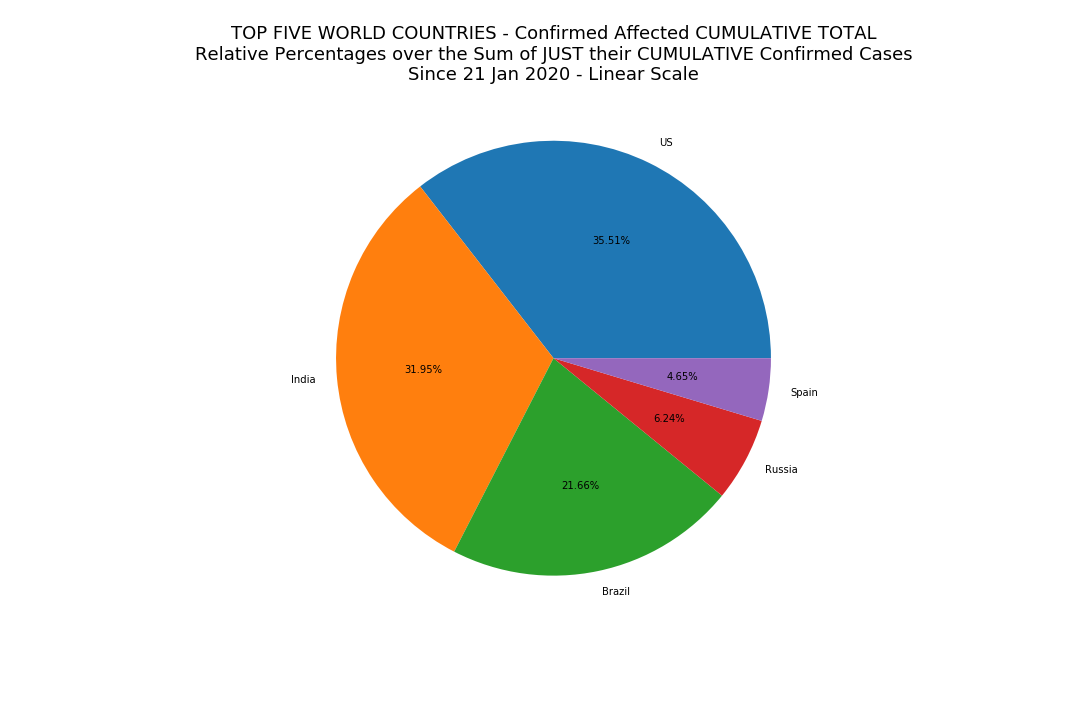 TOP FIVE WORLD COUNTRIES - Confirmed Affected CUMULATIVE TOTAL
Relative Percentages over the Sum of JUST their CUMULATIVE Confirmed Cases
Since 21 Jan 2020 - Linear Scale
US
35.51%
31.95%
India
4.65%
Spain
6.24%
Russia
21.66%
Brazil